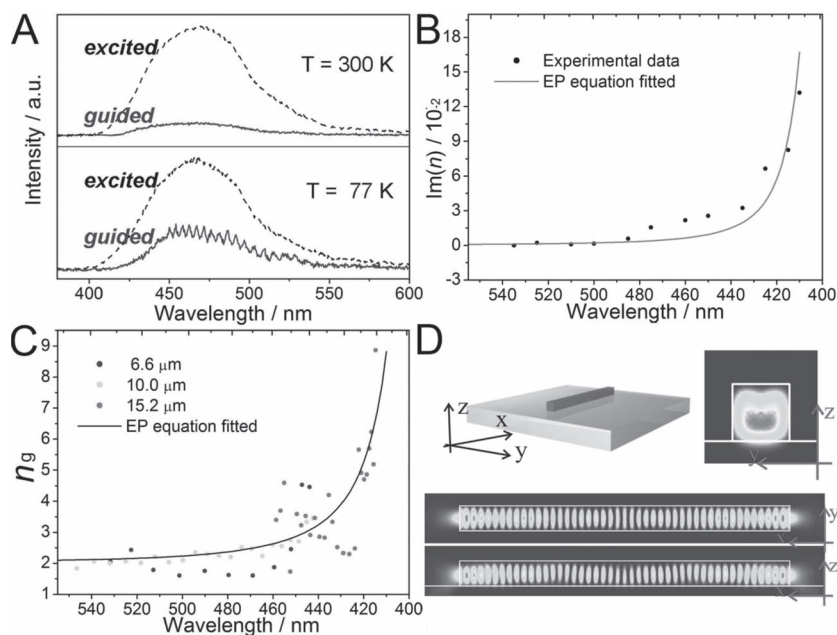 A
excited
T = 300 K
guided
excited
T = 77 K
guided
Intensity / a.u.
400 450 500 550 600
Wavelength / nm
B
Experimental data
EP equation fitted
Im(n) / 10⁻²
18
15
12
9
6
3
0
-3
540 520 500 480 460 440 420 400
Wavelength / nm
C
6.6 μm
10.0 μm
15.2 μm
EP equation fitted
ng
9
8
7
6
5
4
3
2
1
540 520 500 480 460 440 420 400
Wavelength / nm
D
z
x
y
z
y
y
x
z
x